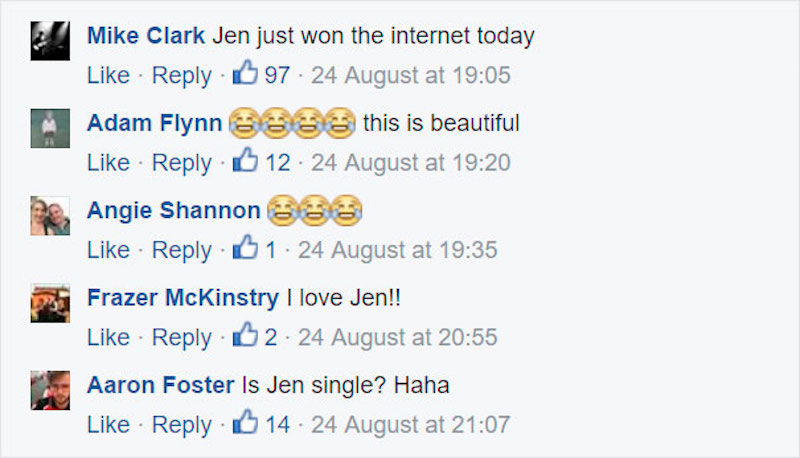 Mike Clark Jen just won the internet today
Like · Reply · 97 · 24 August at 19:05
Adam Flynn 😂😂😂😂 this is beautiful
Like · Reply · 12 · 24 August at 19:20
Angie Shannon 😂😂😂
Like · Reply · 1 · 24 August at 19:35
Frazer McKinstry I love Jen!!
Like · Reply · 2 · 24 August at 20:55
Aaron Foster Is Jen single? Haha
Like · Reply · 14 · 24 August at 21:07